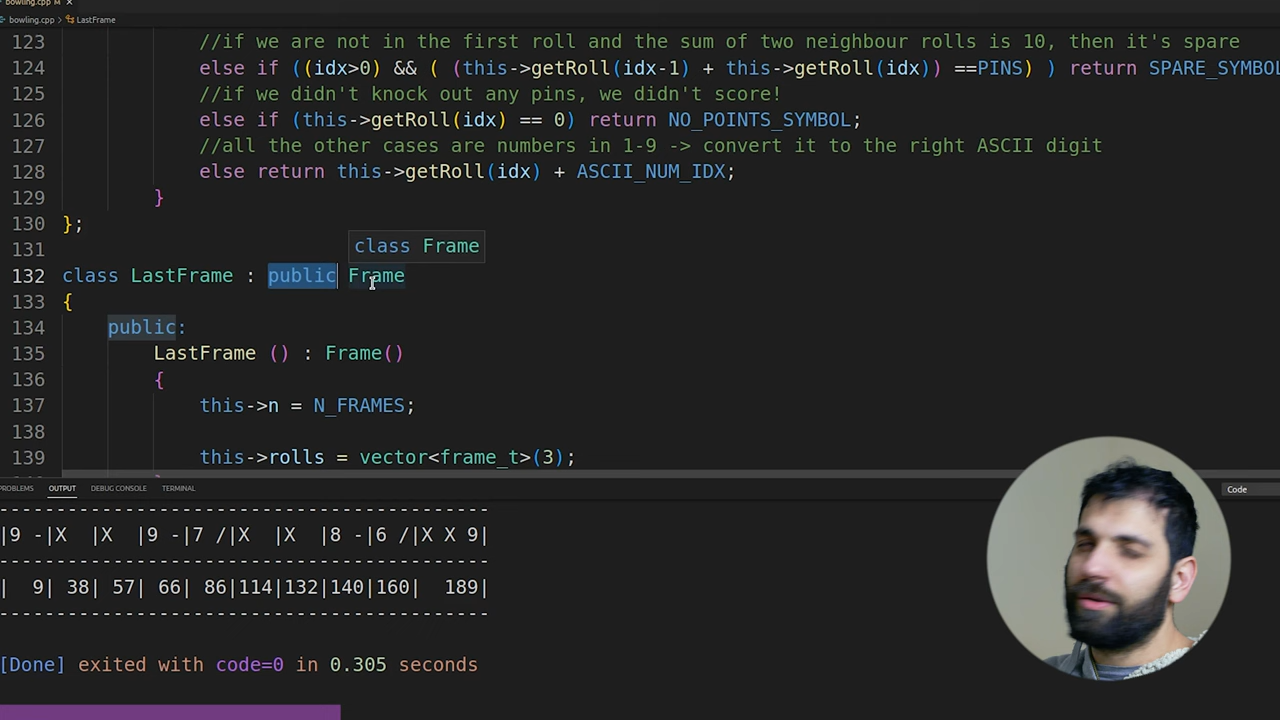 bowling.cpp M ×
bowling.cpp > LastFrame
123 //if we are not in the first roll and the sum of two neighbour rolls is 10, then it's spare
124 else if ((idx>0) && ( (this->getRoll(idx-1) + this->getRoll(idx)) ==PINS) ) return SPARE_SYMBOL
125 //if we didn't knock out any pins, we didn't score!
126 else if (this->getRoll(idx) == 0) return NO_POINTS_SYMBOL;
127 //all the other cases are numbers in 1-9 -> convert it to the right ASCII digit
128 else return this->getRoll(idx) + ASCII_NUM_IDX;
129 }
130 };
131
class Frame
132 class LastFrame : public Frame
133 {
134 public:
135 LastFrame () : Frame()
136 {
137 this->n = N_FRAMES;
138
139 this->rolls = vector<frame_t>(3);
PROBLEMS OUTPUT DEBUG CONSOLE TERMINAL Code
-------------------------------------------
|9 -|X  |X  |9 -|7 /|X  |X  |8 -|6 /|X X 9|
-------------------------------------------
|  9| 38| 57| 66| 86|114|132|140|160|  189|
-------------------------------------------
[Done] exited with code=0 in 0.305 seconds